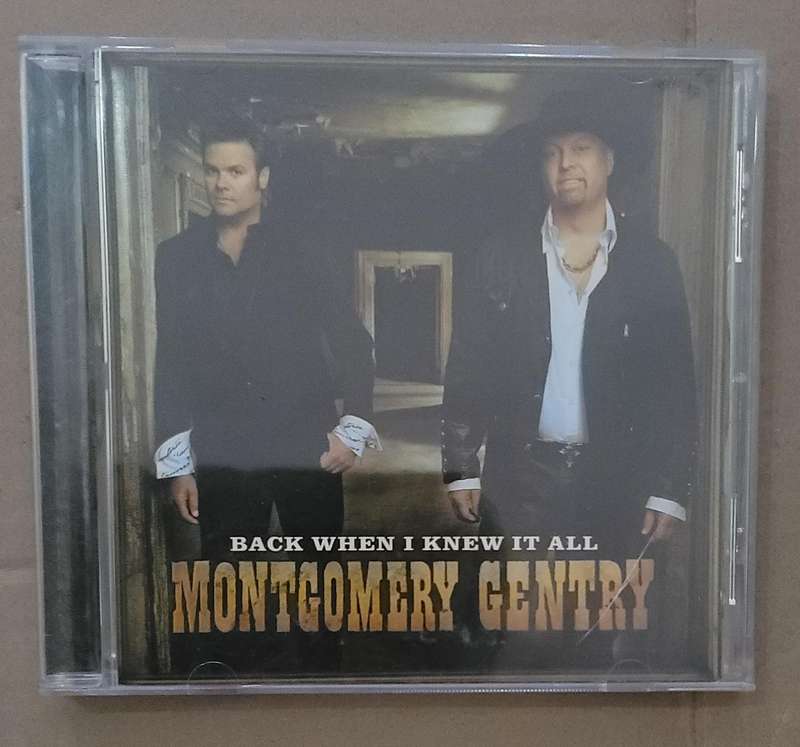 BACK WHEN I KNEW IT ALL
MONTGOMERY GENTRY